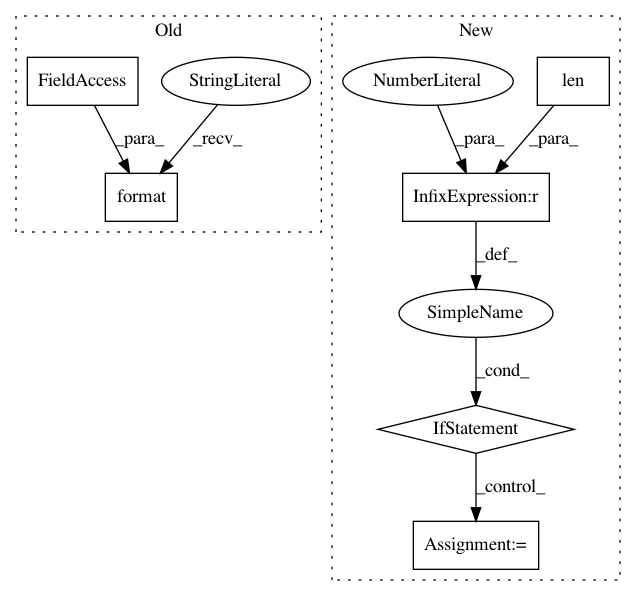 Old
New
FieldAccess
StringLiteral
NumberLiteral
len
_para_
_recv_
_para_
_para_
format
InfixExpression:r
_def_
SimpleName
_cond_
IfStatement
_control_
Assignment:=